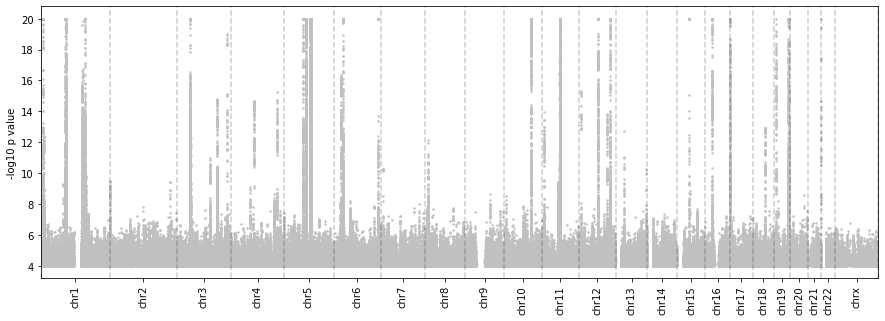 20
18
16
14
12
10
8
6
4
-log10 p value
chr1
chr2
chr3
chr4
chr5
chr6
chr7
chr8
chr9
chr10
chr11
chr12
chr13
chr14
chr15
chr16
chr17
chr18
chr19
chr20
chr21
chr22
chrx